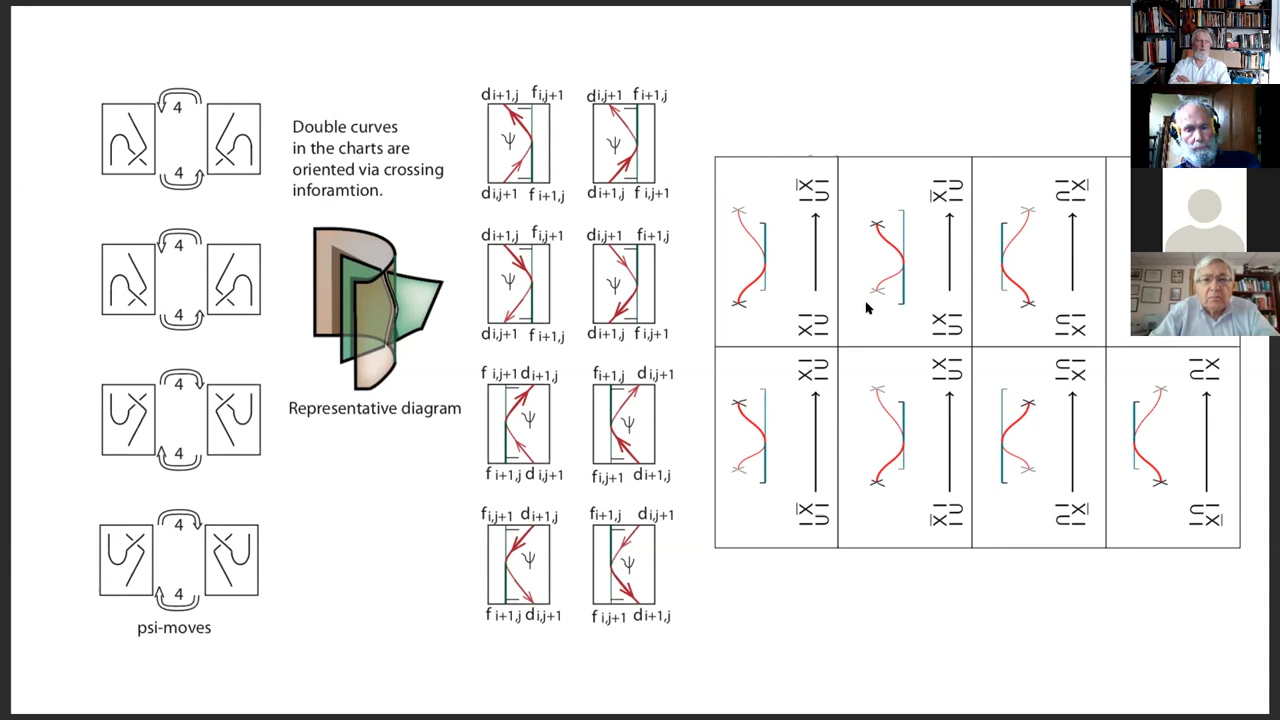 4
4
4
4
4
4
4
4
psi-moves
Double curves
in the charts are
oriented via crossing
inforamtion.
Representative diagram
d i+1,j f i,j+1
ψ
d i,j+1 f i+1,j
d i,j+1 f i+1,j
ψ
d i+1,j f i,j+1
d i+1,j f i,j+1
ψ
d i,j+1 f i+1,j
d i,j+1 f i+1,j
ψ
d i+1,j f i,j+1
f i,j+1 d i+1,j
ψ
f i+1,j d i,j+1
f i+1,j d i,j+1
ψ
f i,j+1 d i+1,j
f i,j+1 d i+1,j
ψ
f i+1,j d i,j+1
f i+1,j d i,j+1
ψ
f i,j+1 d i+1,j